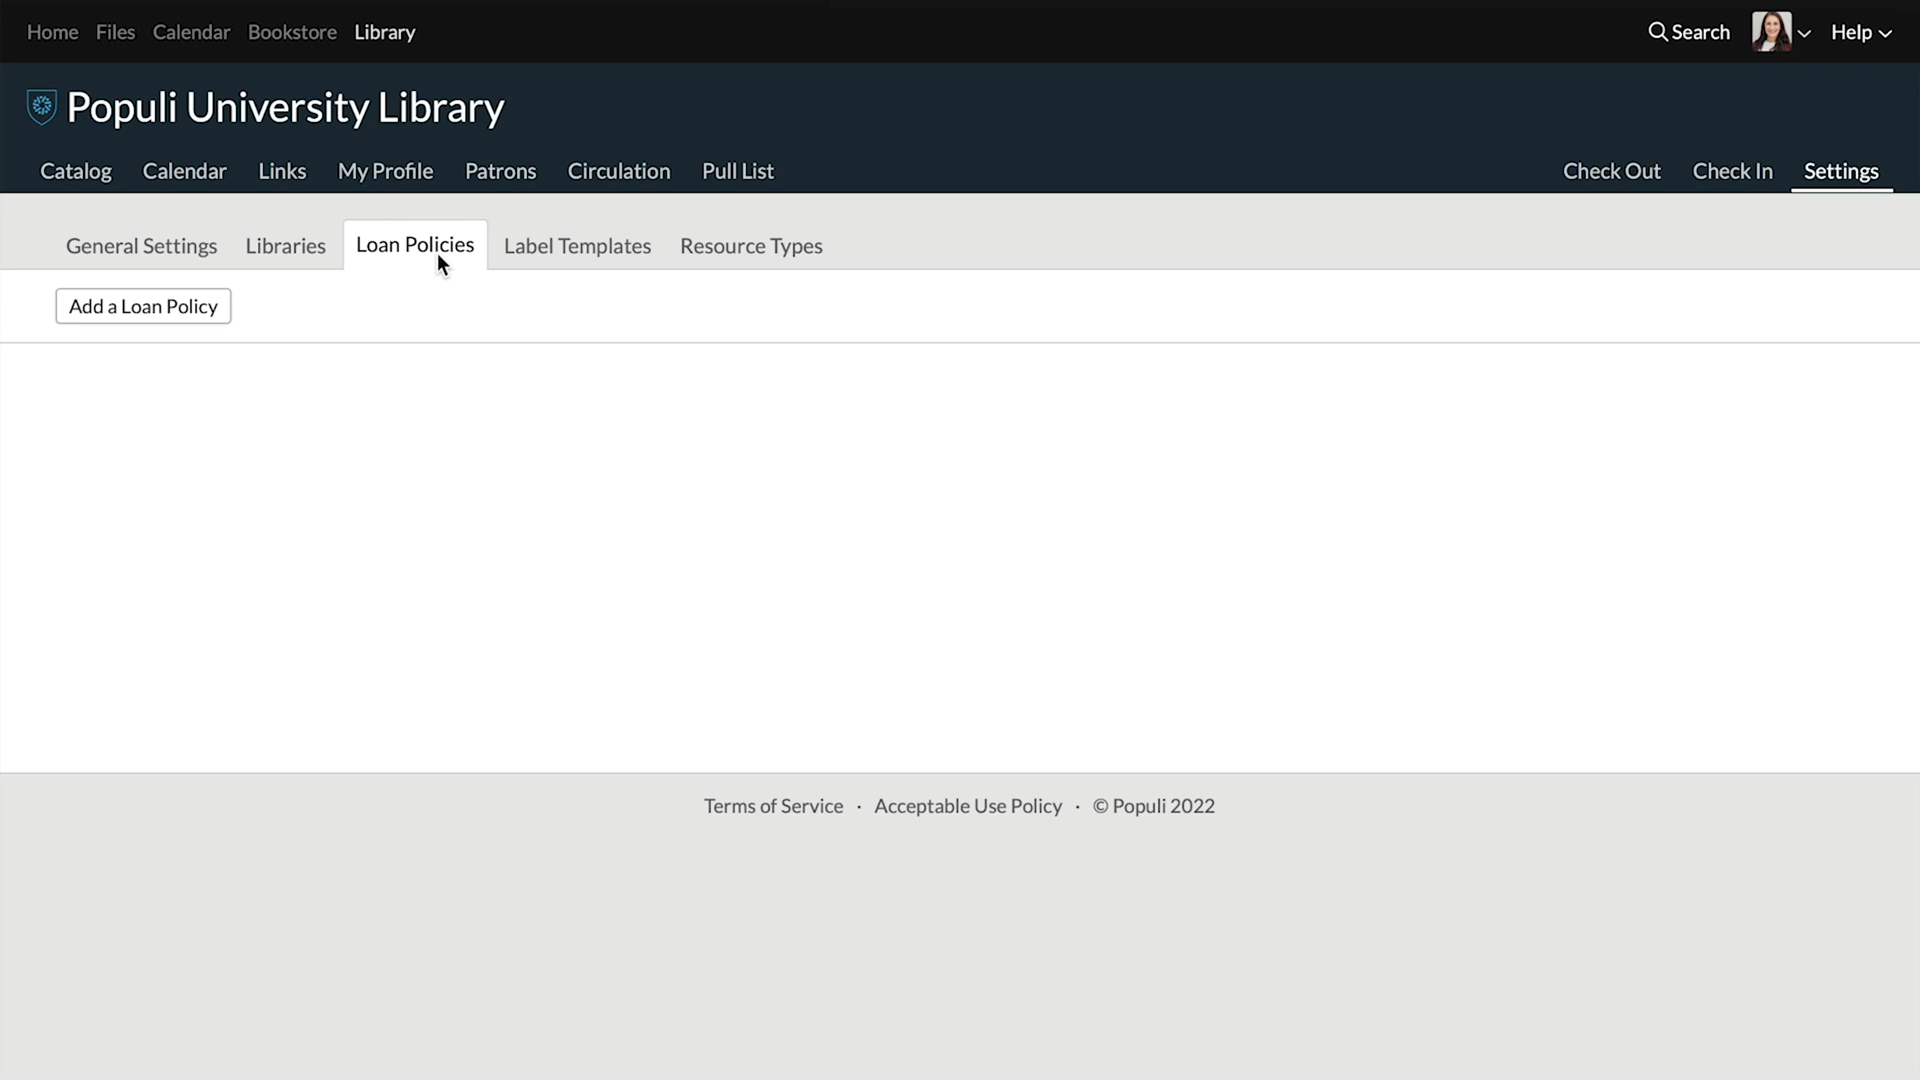 Home Files Calendar Bookstore Library Search Help
Populi University Library
Catalog Calendar Links My Profile Patrons Circulation Pull List Check Out Check In Settings
General Settings Libraries Loan Policies Label Templates Resource Types
Add a Loan Policy
Terms of Service · Acceptable Use Policy · © Populi 2022